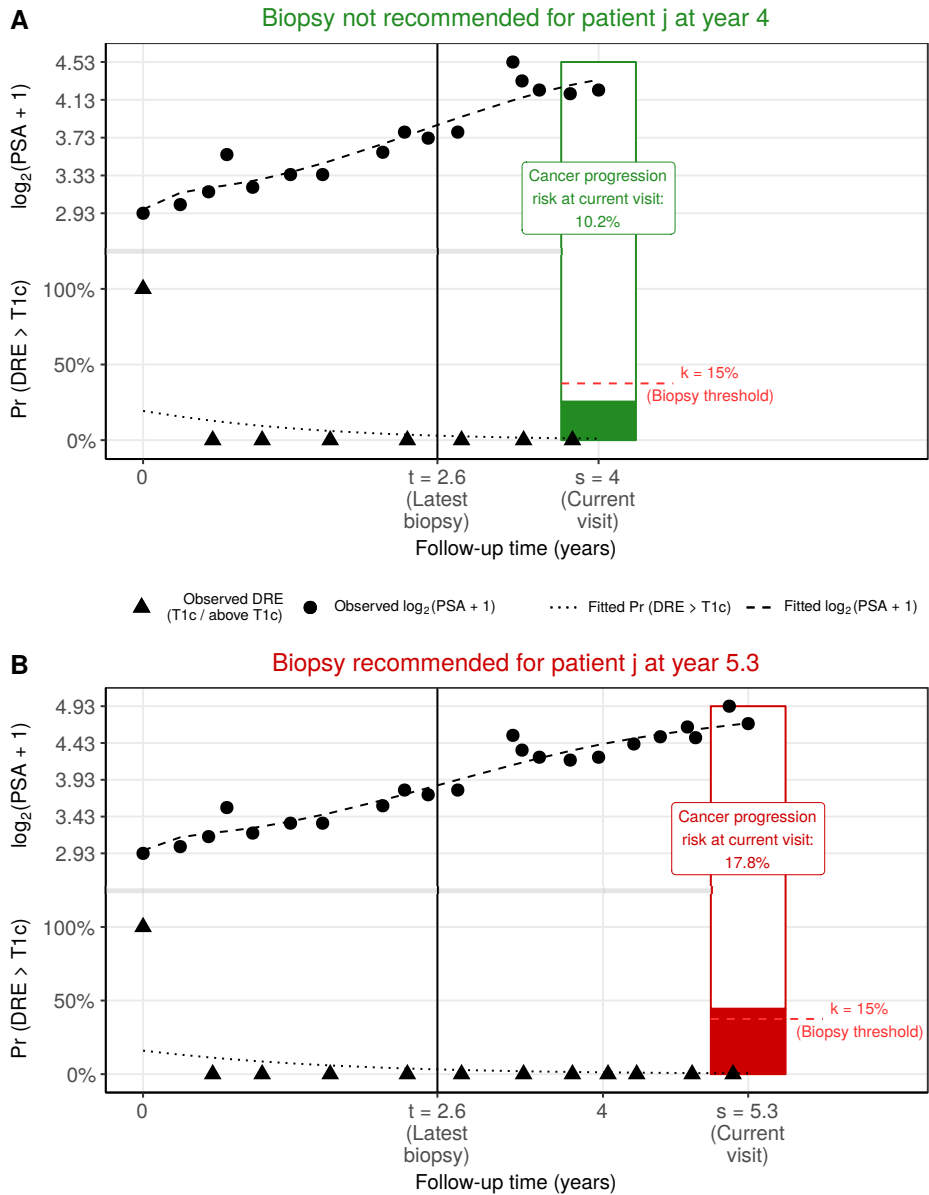 A
Biopsy not recommended for patient j at year 4
log2(PSA + 1)
4.53
4.13
3.73
3.33
2.93
Cancer progression
risk at current visit:
10.2%
Pr (DRE > T1c)
100%
50%
0%
k = 15%
(Biopsy threshold)
0
t = 2.6
(Latest
biopsy)
s = 4
(Current
visit)
Follow-up time (years)
Observed DRE
(T1c / above T1c)
Observed log2(PSA + 1)
Fitted Pr (DRE > T1c)
Fitted log2(PSA + 1)
B
Biopsy recommended for patient j at year 5.3
log2(PSA + 1)
4.93
4.43
3.93
3.43
2.93
Cancer progression
risk at current visit:
17.8%
Pr (DRE > T1c)
100%
50%
0%
k = 15%
(Biopsy threshold)
0
t = 2.6
(Latest
biopsy)
4
s = 5.3
(Current
visit)
Follow-up time (years)